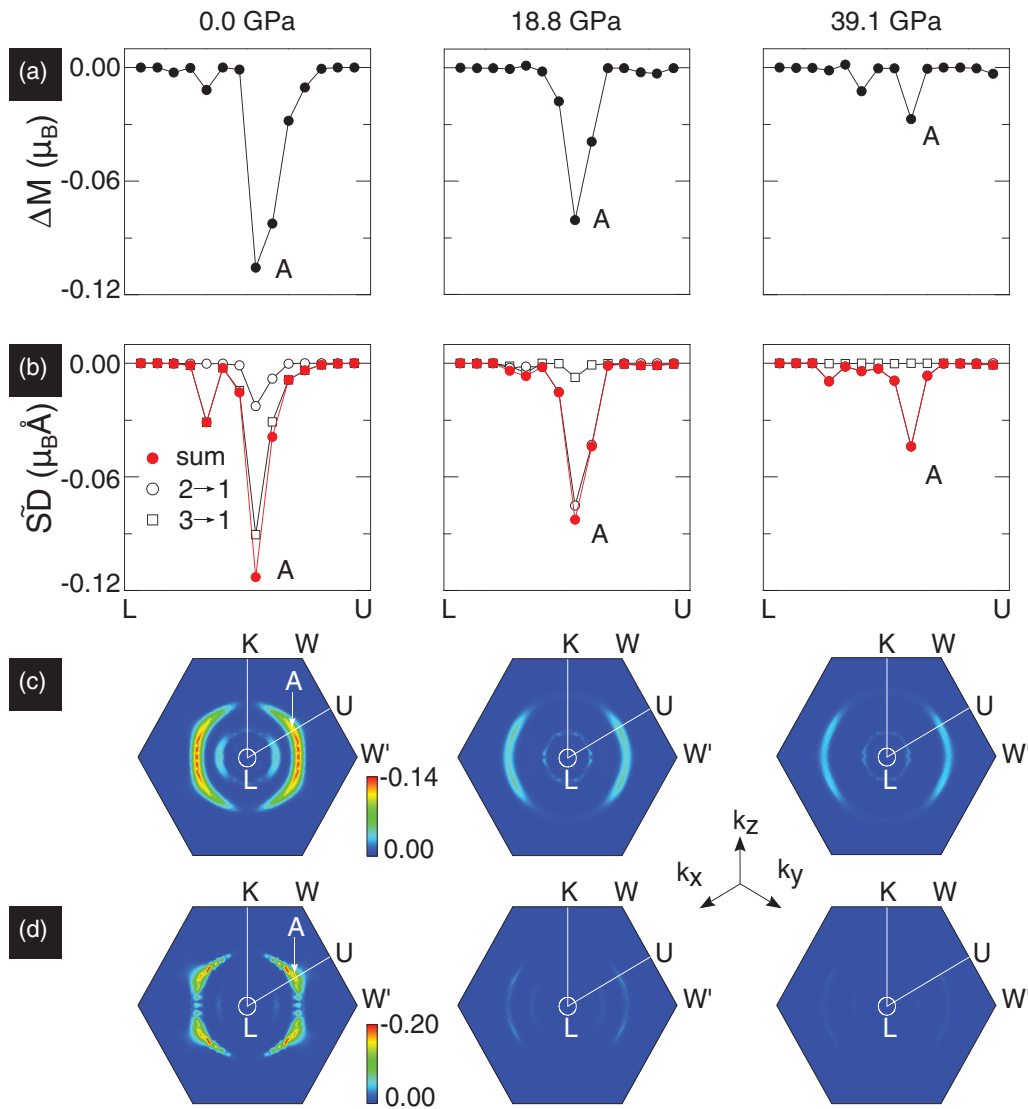 0.0 GPa 18.8 GPa 39.1 GPa
(a)
ΔM (μB)
0.00
-0.06
-0.12
A
A
A
(b)
S̃D (μBÅ)
0.00
-0.06
-0.12
sum
2→1
3→1
A
A
A
L U
(c)
K W
A
U
W'
L
-0.14
0.00
K W
U
W'
L
K W
U
W'
L
kz
kx
ky
(d)
K W
A
U
W'
L
-0.20
0.00
K W
U
W'
L
K W
U
W'
L